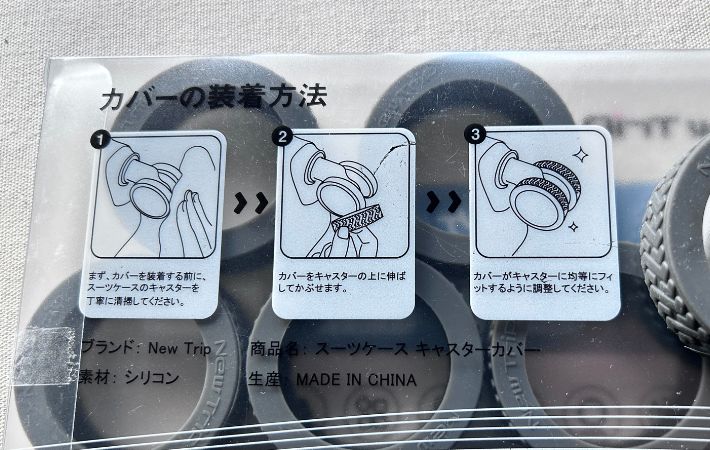 カバーの装着方法
1
2
3
まず、カバーを装着する前に、
スーツケースのキャスターを
丁寧に清掃してください。
カバーをキャスターの上に伸ば
してかぶせます。
カバーがキャスターに均等にフィ
ットするように調整してください。
ブランド: New Trip
商品名: スーツケース キャスターカバー
素材: シリコン
生産: MADE IN CHINA
New Trip